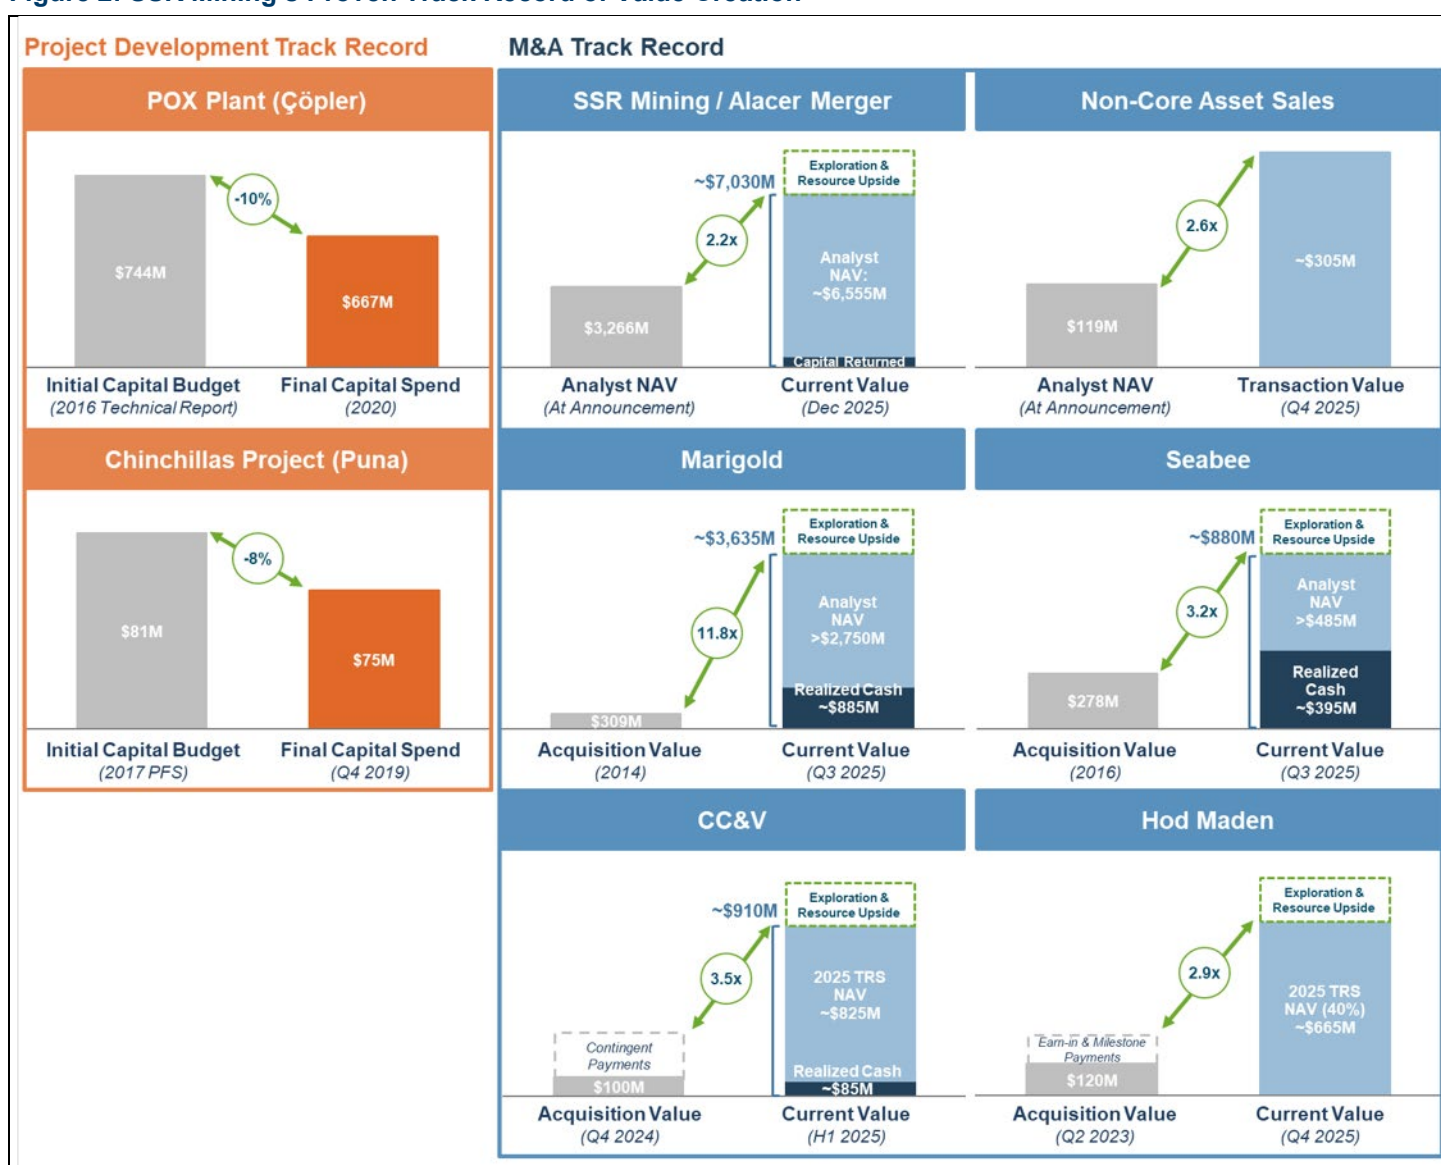 Project Development Track Record
M&A Track Record
POX Plant (Çöpler)
$744M
-10%
$667M
Initial Capital Budget
(2016 Technical Report)
Final Capital Spend
(2020)
SSR Mining / Alacer Merger
~$7,030M
Exploration &
Resource Upside
2.2x
Analyst
NAV:
~$6,555M
$3,266M
Capital Returned
Analyst NAV
(At Announcement)
Current Value
(Dec 2025)
Non-Core Asset Sales
2.6x
~$305M
$119M
Analyst NAV
(At Announcement)
Transaction Value
(Q4 2025)
Chinchillas Project (Puna)
-8%
$81M
$75M
Initial Capital Budget
(2017 PFS)
Final Capital Spend
(Q4 2019)
Marigold
~$3,635M
Exploration &
Resource Upside
11.8x
Analyst
NAV
>$2,750M
Realized Cash
~$885M
$309M
Acquisition Value
(2014)
Current Value
(Q3 2025)
Seabee
~$880M
Exploration &
Resource Upside
3.2x
Analyst
NAV
>$485M
Realized
Cash
~$395M
$278M
Acquisition Value
(2016)
Current Value
(Q3 2025)
CC&V
~$910M
Exploration &
Resource Upside
3.5x
2025 TRS
NAV
~$825M
Contingent
Payments
Realized Cash
~$85M
$100M
Acquisition Value
(Q4 2024)
Current Value
(H1 2025)
Hod Maden
Exploration &
Resource Upside
2.9x
2025 TRS
NAV (40%)
~$665M
Earn-in & Milestone
Payments
$120M
Acquisition Value
(Q2 2023)
Current Value
(Q4 2025)